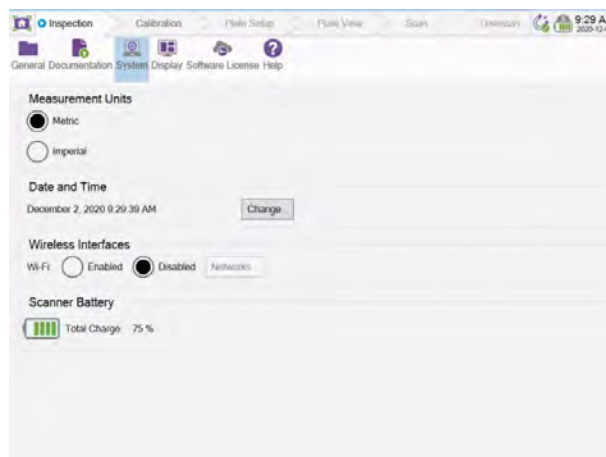 Inspection Calibration Plate Setup Plate View Scan 9:29 A
2020-12-
General Documentation System Display Software License Help
Measurement Units
Metric
Imperial
Date and Time
December 2, 2020 9:29:39 AM Change...
Wireless Interfaces
Wi-Fi: Enabled Disabled Networks...
Scanner Battery
Total Charge: 75 %